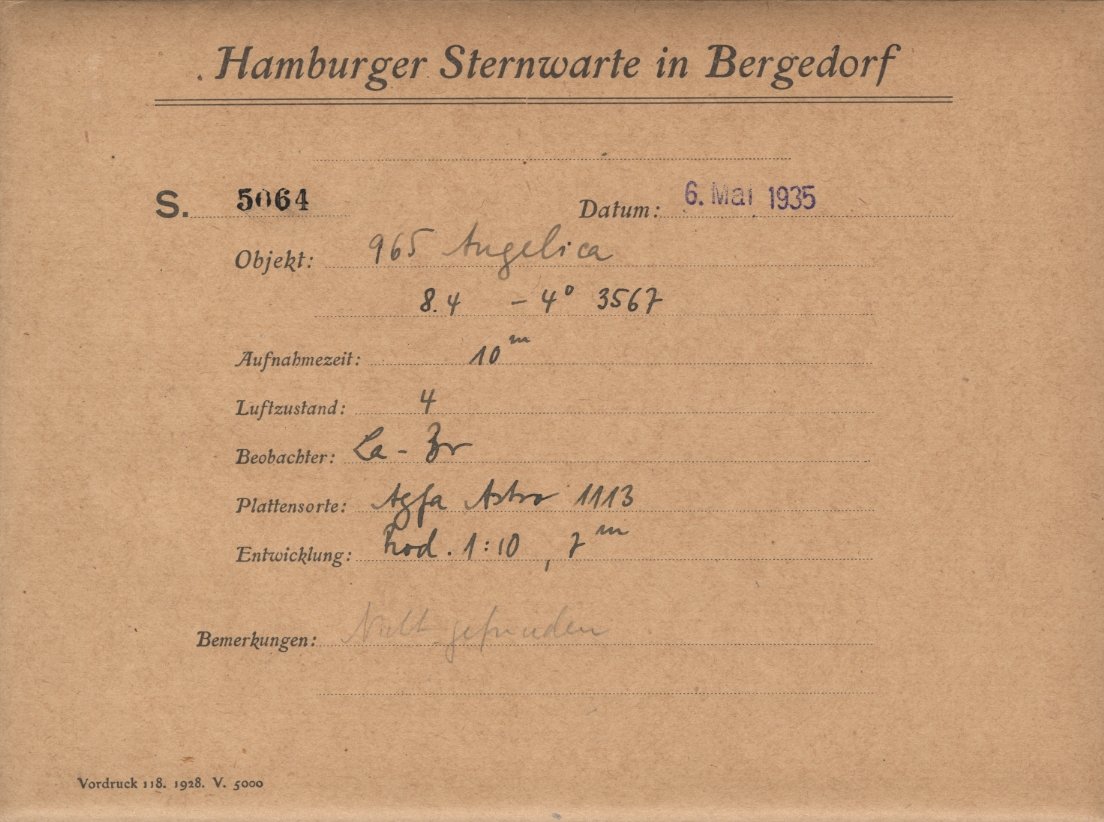 Hamburger Sternwarte in Bergedorf
S. 5064 Datum: 6. Mai 1935
Objekt: 965 Angelica
8.4 – 4° 3567
Aufnahmezeit: 10ᵐ
Luftzustand: 4
Beobachter: La - Br
Plattensorte: Agfa Astro 1113
Entwicklung: Rod. 1:10, 7ᵐ
Bemerkungen: Nicht gefunden
Vordruck 118. 1928. V. 5000